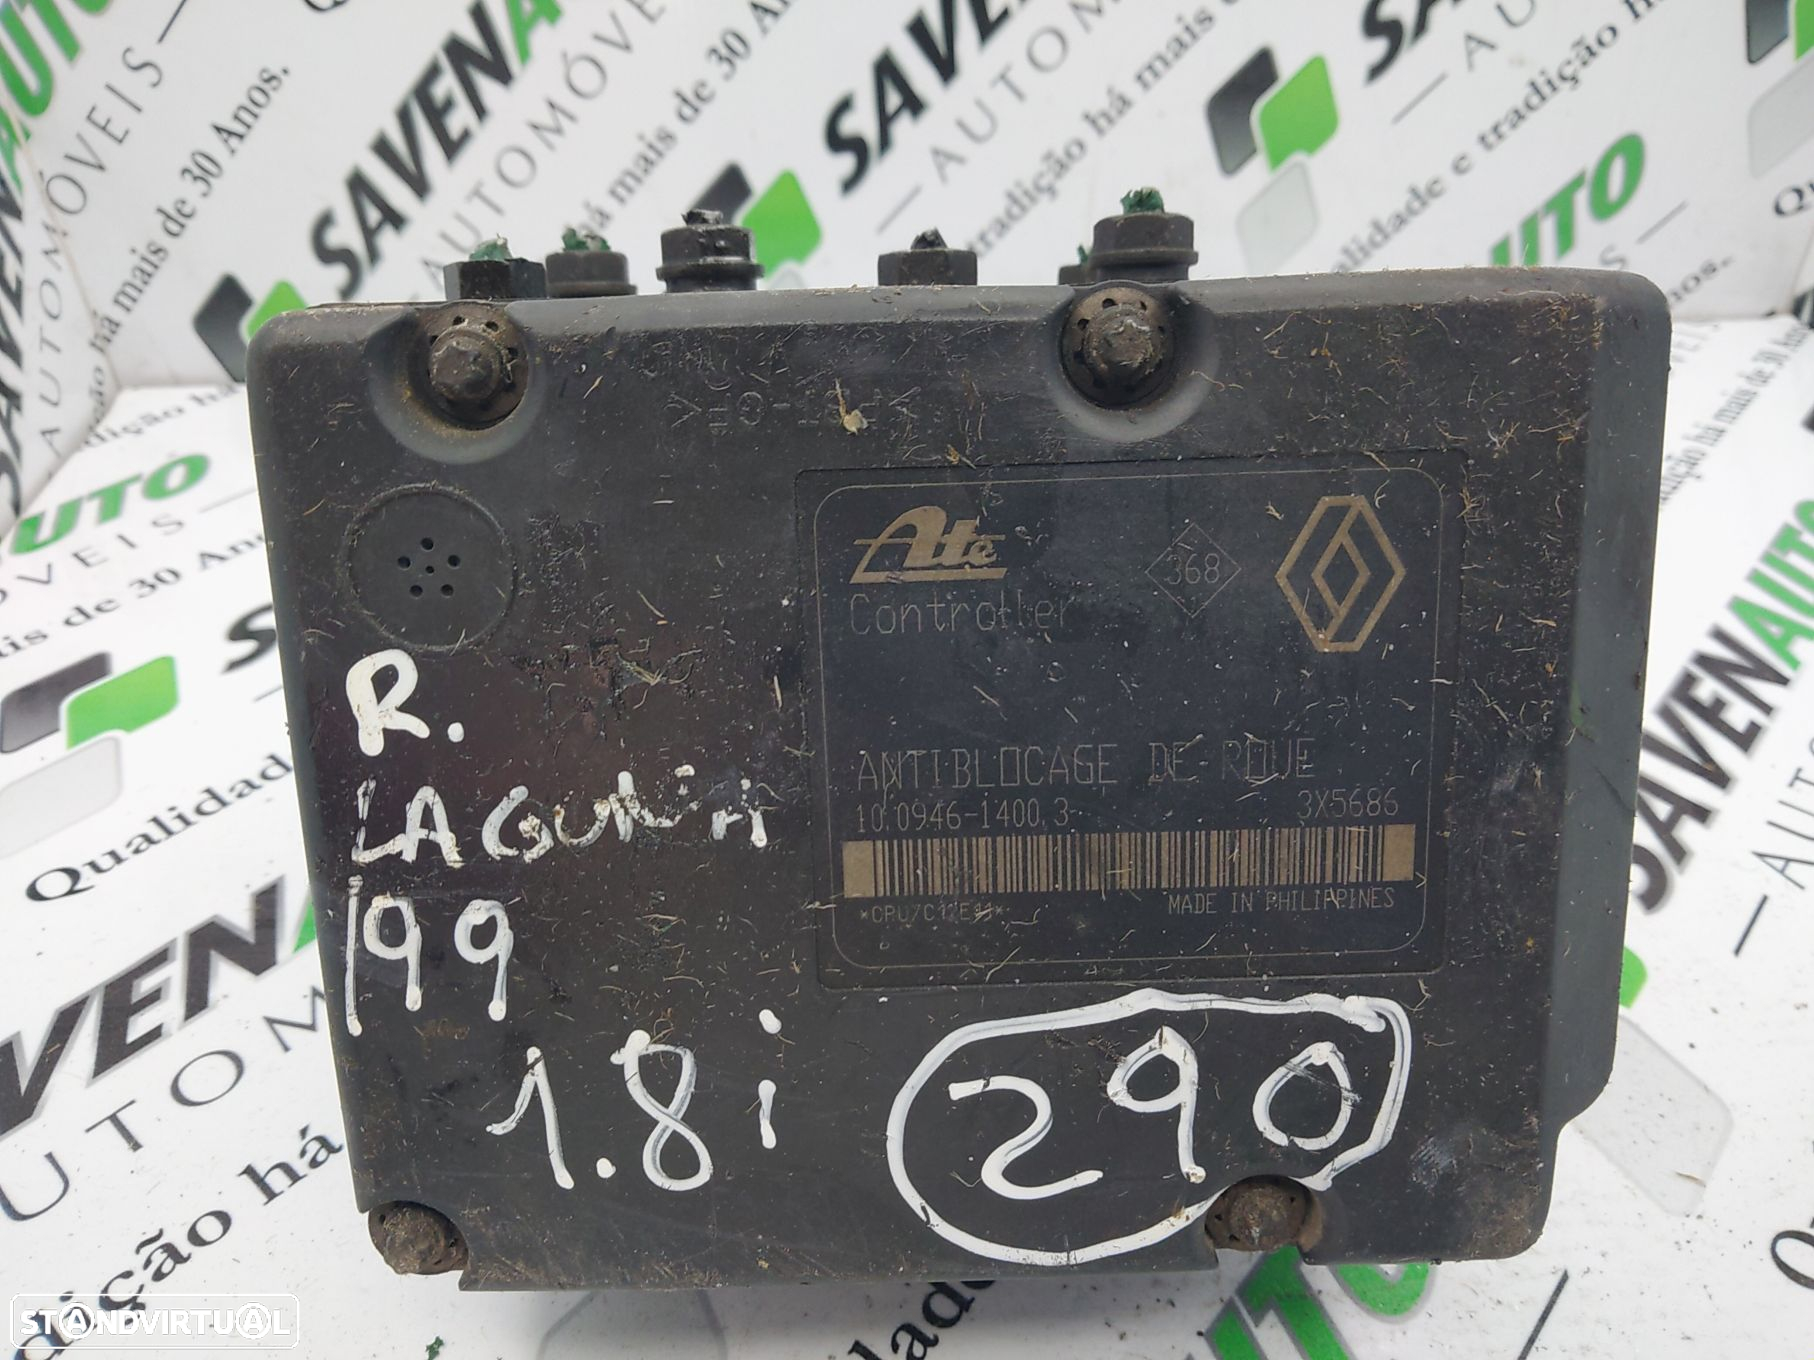 Ate
368
Controller
ANTIBLOCAGE DE ROUE
10.0946-1400.3
3X5686
MADE IN PHILIPPINES
R.
LAGUNA
199
1.8i
290
SAVENAUTO
AUTOMÓVEIS
Qualidade e tradição há mais de 30 Anos.
STANDVIRTUAL